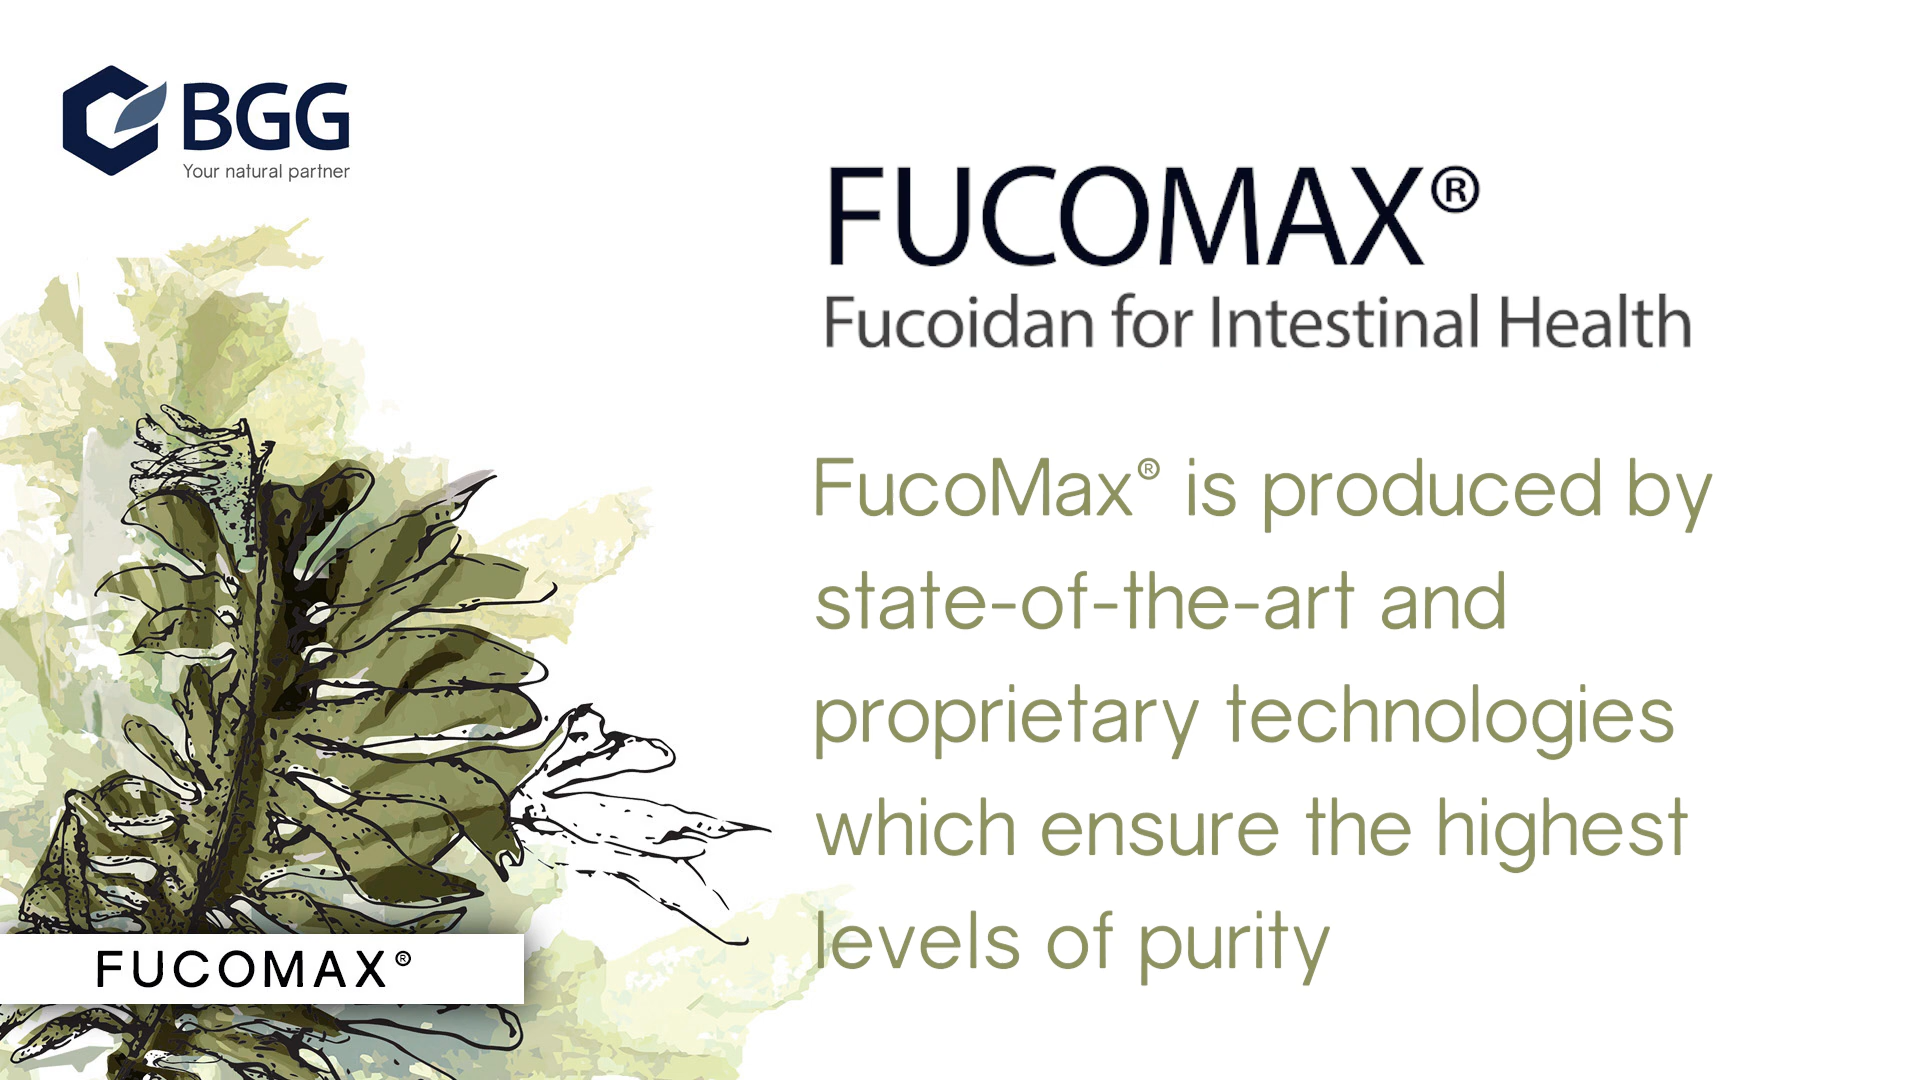 BGG
Your natural partner
FUCOMAX®
Fucoidan for Intestinal Health
FucoMax® is produced by
state-of-the-art and
proprietary technologies
which ensure the highest
levels of purity
FUCOMAX®